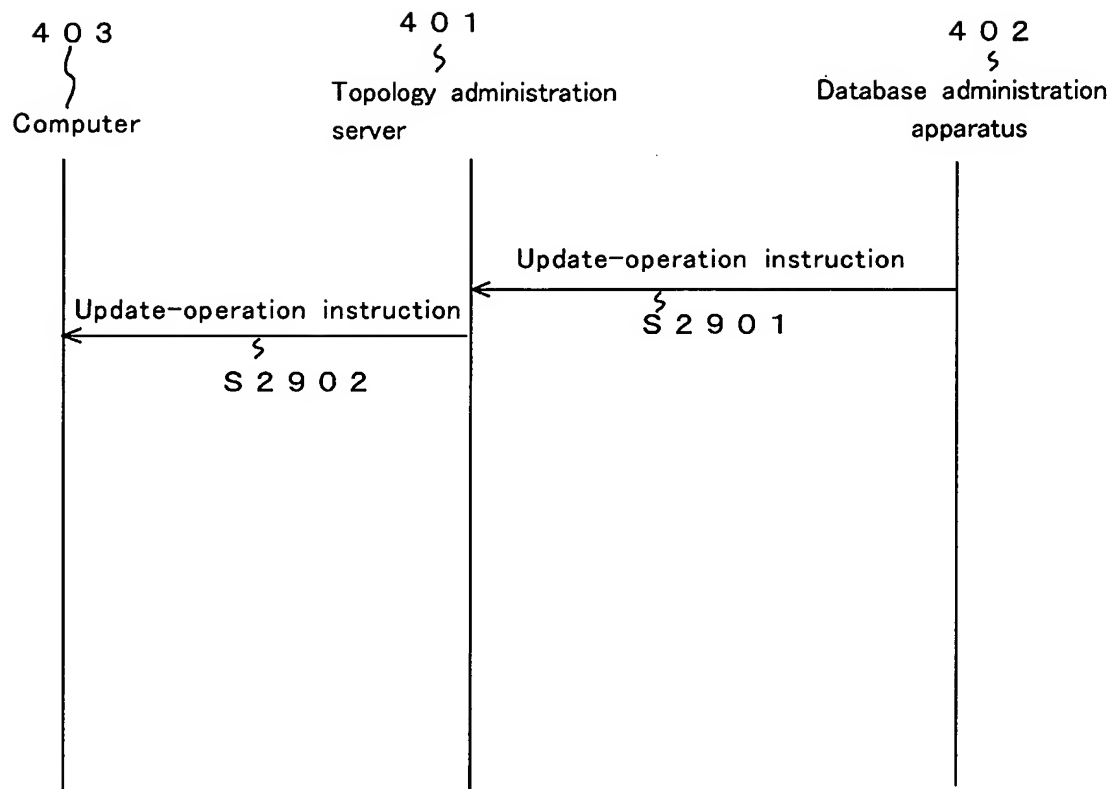 403
401
402
Computer
Topology administration
server
Database administration
apparatus
Update-operation instruction
S2901
Update-operation instruction
S2902